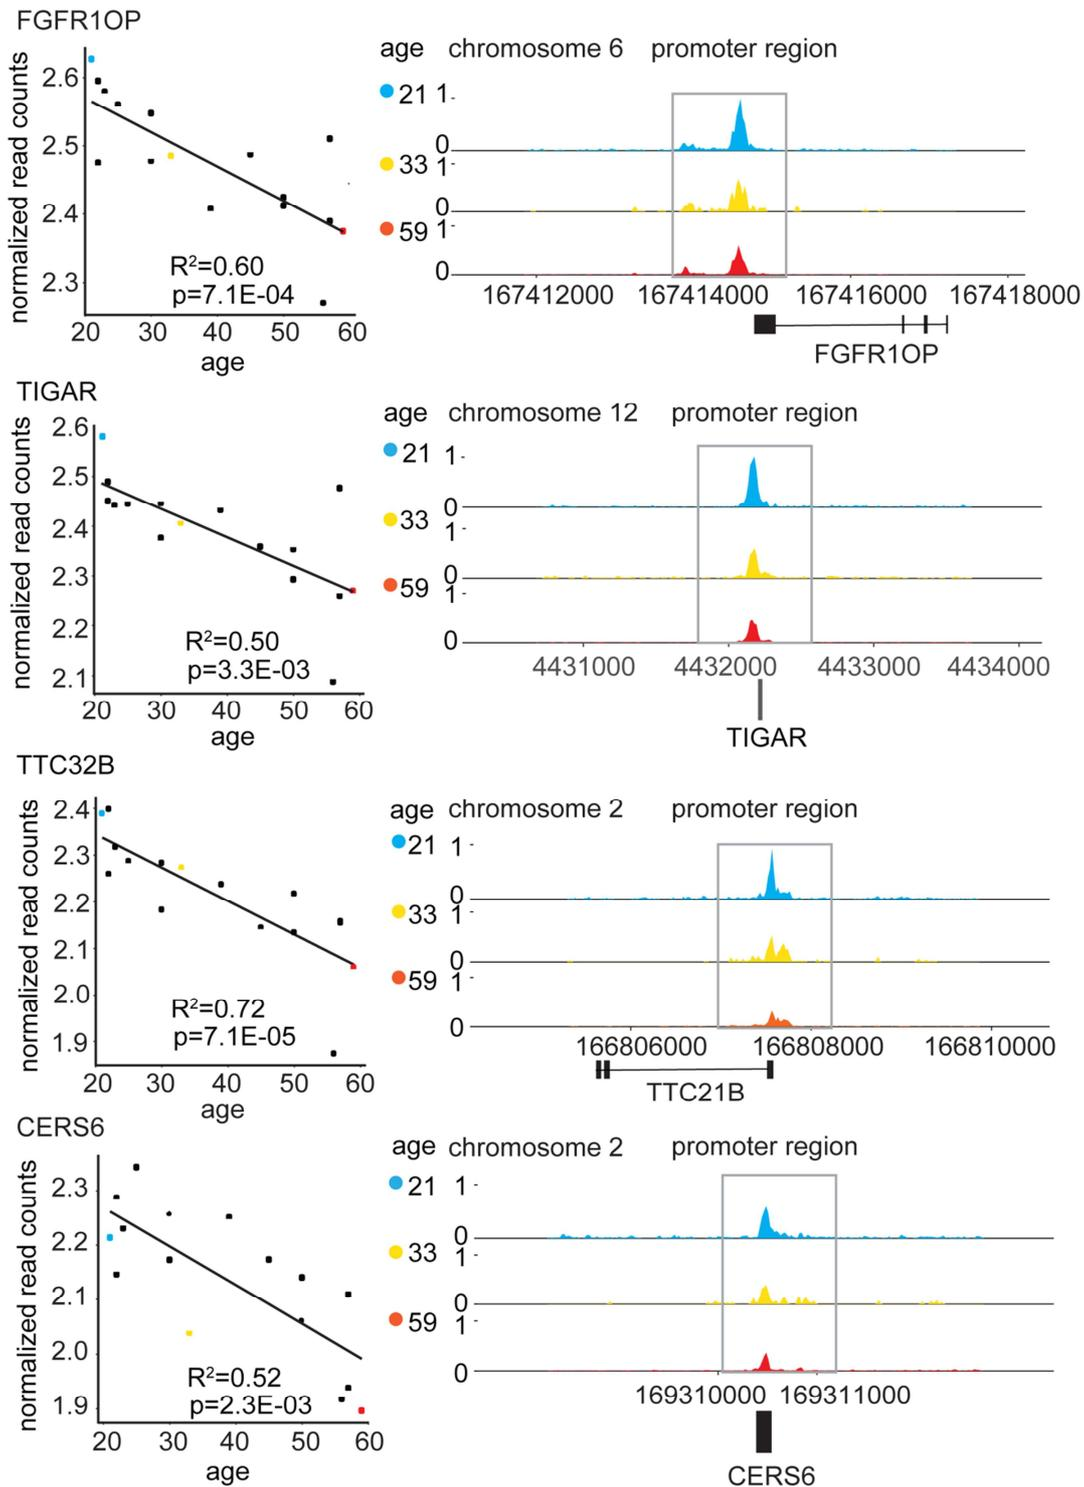 FGFR1OP
normalized read counts
2.6
2.5
2.4
2.3
R²=0.60
p=7.1E-04
20 30 40 50 60
age
age chromosome 6 promoter region
21 1
0
33 1
0
59 1
0
167412000 167414000 167416000 167418000
FGFR1OP
TIGAR
normalized read counts
2.6
2.5
2.4
2.3
2.2
2.1
R²=0.50
p=3.3E-03
20 30 40 50 60
age
age chromosome 12 promoter region
21 1
0
33 1
0
59 1
0
4431000 4432000 4433000 4434000
TIGAR
TTC32B
normalized read counts
2.4
2.3
2.2
2.1
2.0
1.9
R²=0.72
p=7.1E-05
20 30 40 50 60
age
age chromosome 2 promoter region
21 1
0
33 1
0
59 1
0
166806000 166808000 166810000
TTC21B
CERS6
normalized read counts
2.3
2.2
2.1
2.0
1.9
R²=0.52
p=2.3E-03
20 30 40 50 60
age
age chromosome 2 promoter region
21 1
0
33 1
0
59 1
0
169310000 169311000
CERS6